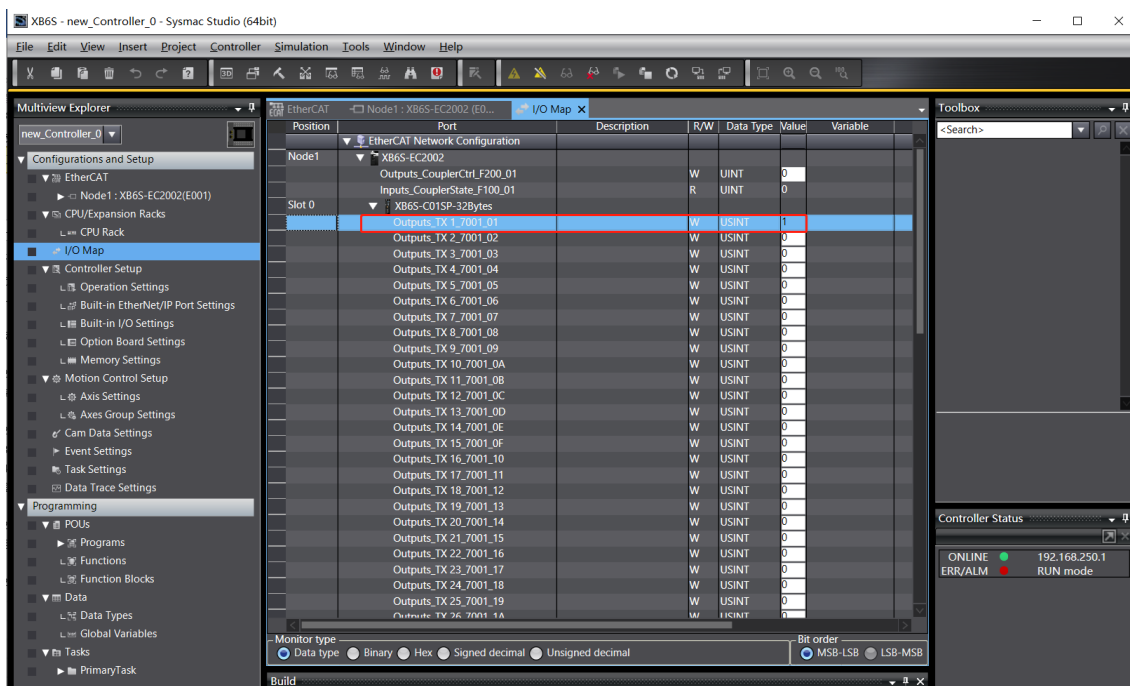 XB6S - new_Controller_0 - Sysmac Studio (64bit)
File Edit View Insert Project Controller Simulation Tools Window Help
Multiview Explorer
new_Controller_0
Configurations and Setup
EtherCAT
Node1 : XB6S-EC2002(E001)
CPU/Expansion Racks
CPU Rack
I/O Map
Controller Setup
Operation Settings
Built-in EtherNet/IP Port Settings
Built-in I/O Settings
Option Board Settings
Memory Settings
Motion Control Setup
Axis Settings
Axes Group Settings
Cam Data Settings
Event Settings
Task Settings
Data Trace Settings
Programming
POUs
Programs
Functions
Function Blocks
Data
Data Types
Global Variables
Tasks
PrimaryTask
EtherCAT Node1 : XB6S-EC2002 (E0... I/O Map
Position Port Description R/W Data Type Value Variable
EtherCAT Network Configuration
Node1 XB6S-EC2002
Outputs_CouplerCtrl_F200_01 W UINT 0
Inputs_CouplerState_F100_01 R UINT 0
Slot 0 XB6S-C01SP-32Bytes
Outputs_TX 1_7001_01 W USINT 1
Outputs_TX 2_7001_02 W USINT 0
Outputs_TX 3_7001_03 W USINT 0
Outputs_TX 4_7001_04 W USINT 0
Outputs_TX 5_7001_05 W USINT 0
Outputs_TX 6_7001_06 W USINT 0
Outputs_TX 7_7001_07 W USINT 0
Outputs_TX 8_7001_08 W USINT 0
Outputs_TX 9_7001_09 W USINT 0
Outputs_TX 10_7001_0A W USINT 0
Outputs_TX 11_7001_0B W USINT 0
Outputs_TX 12_7001_0C W USINT 0
Outputs_TX 13_7001_0D W USINT 0
Outputs_TX 14_7001_0E W USINT 0
Outputs_TX 15_7001_0F W USINT 0
Outputs_TX 16_7001_10 W USINT 0
Outputs_TX 17_7001_11 W USINT 0
Outputs_TX 18_7001_12 W USINT 0
Outputs_TX 19_7001_13 W USINT 0
Outputs_TX 20_7001_14 W USINT 0
Outputs_TX 21_7001_15 W USINT 0
Outputs_TX 22_7001_16 W USINT 0
Outputs_TX 23_7001_17 W USINT 0
Outputs_TX 24_7001_18 W USINT 0
Outputs_TX 25_7001_19 W USINT 0
Outputs_TX 26_7001_1A W USINT 0
Monitor type
Data type Binary Hex Signed decimal Unsigned decimal
Bit order
MSB-LSB LSB-MSB
Build
Toolbox
<Search>
Controller Status
ONLINE 192.168.250.1
ERR/ALM RUN mode